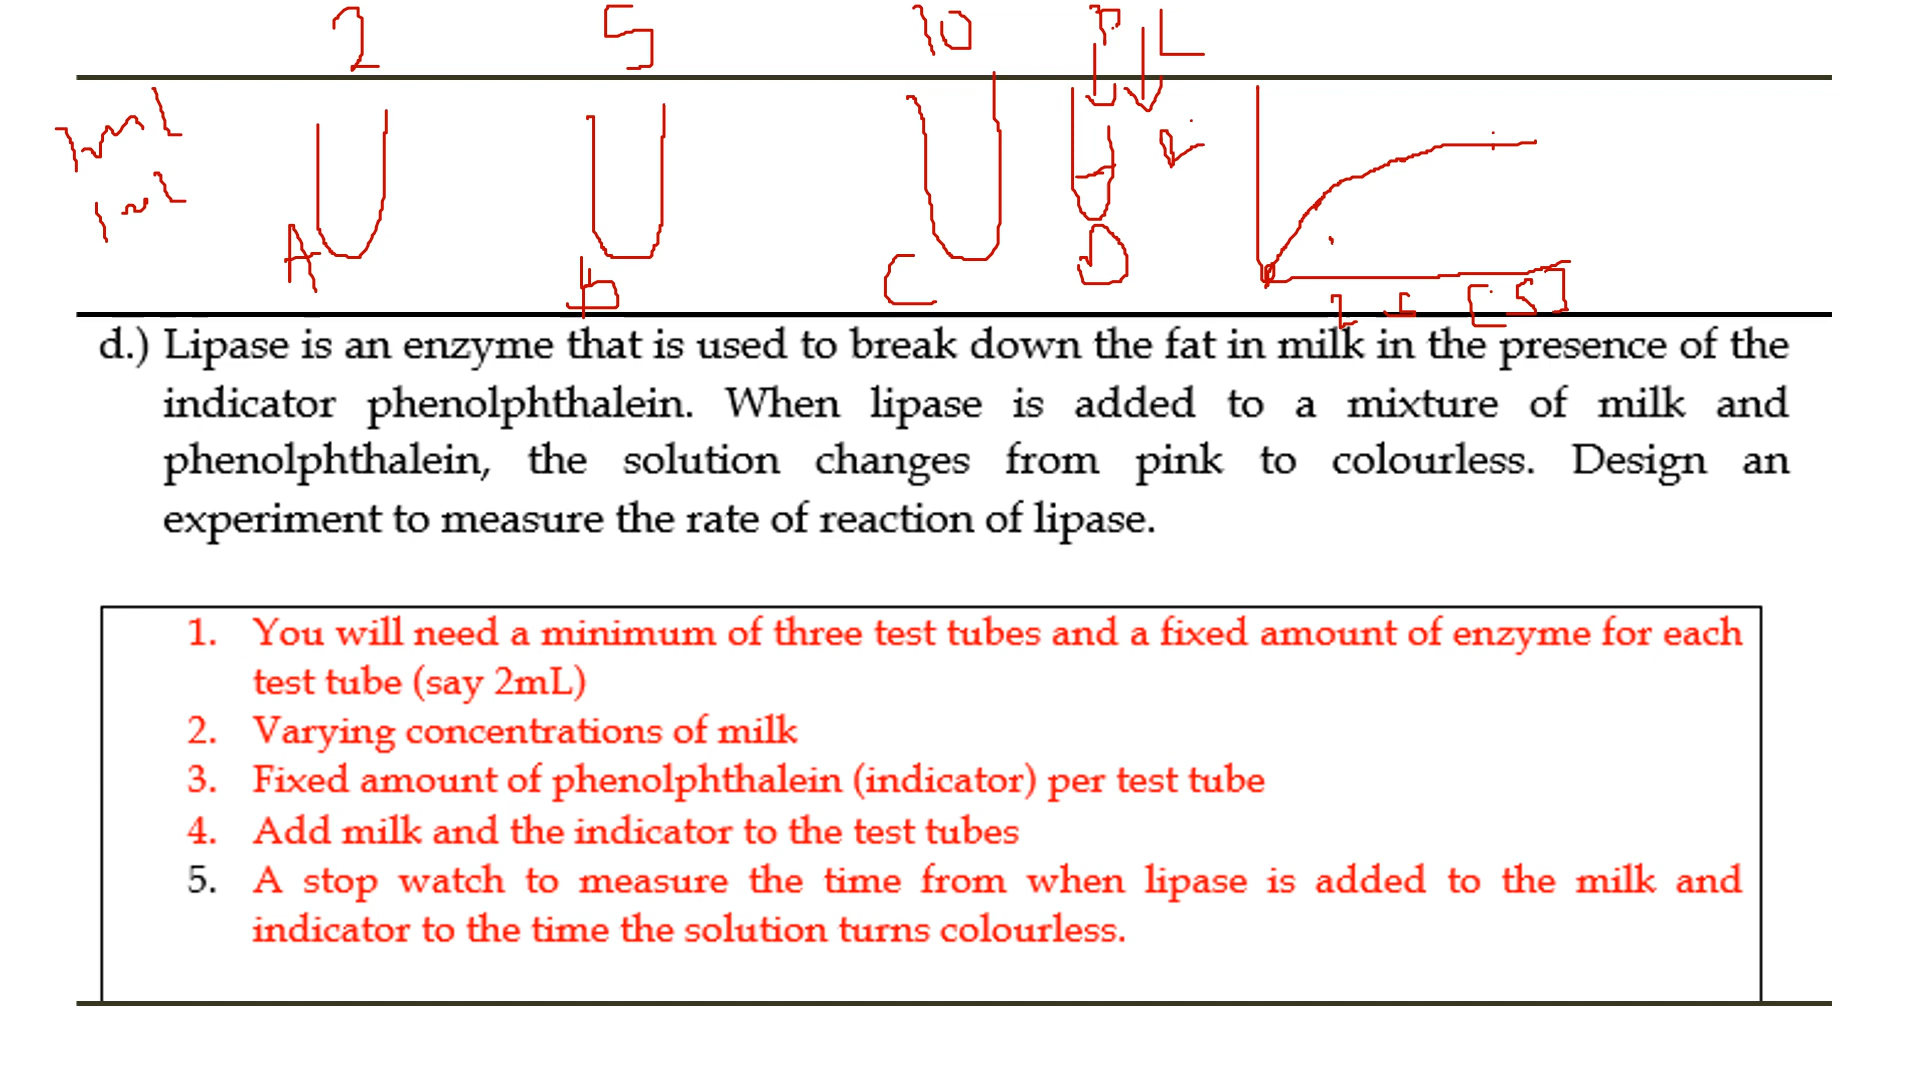 2 5 10 P L
A b C D
2 5 [S]
d.) Lipase is an enzyme that is used to break down the fat in milk in the presence of the
indicator phenolphthalein. When lipase is added to a mixture of milk and
phenolphthalein, the solution changes from pink to colourless. Design an
experiment to measure the rate of reaction of lipase.
1. You will need a minimum of three test tubes and a fixed amount of enzyme for each
test tube (say 2mL)
2. Varying concentrations of milk
3. Fixed amount of phenolphthalein (indicator) per test tube
4. Add milk and the indicator to the test tubes
5. A stop watch to measure the time from when lipase is added to the milk and
indicator to the time the solution turns colourless.